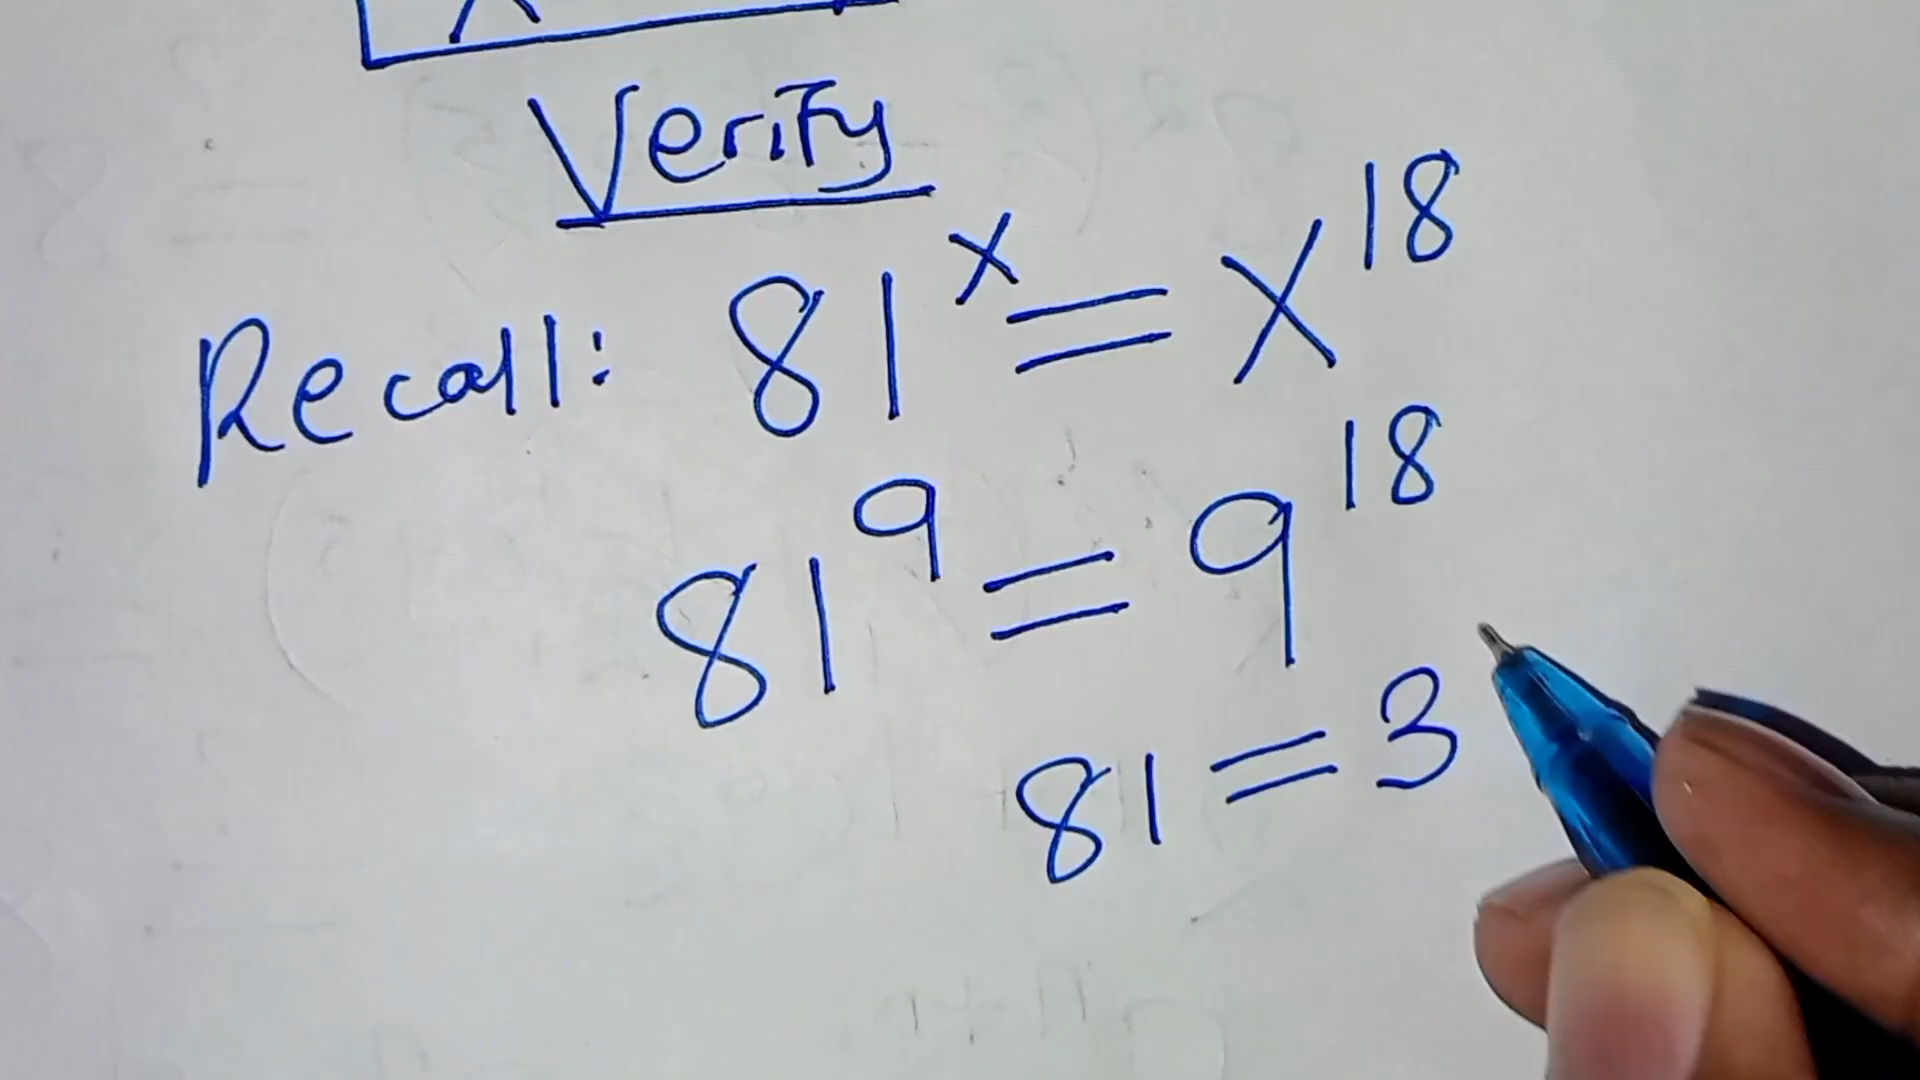 Verify
Recall: 81^x = x^18
81^9 = 9^18
81 = 3